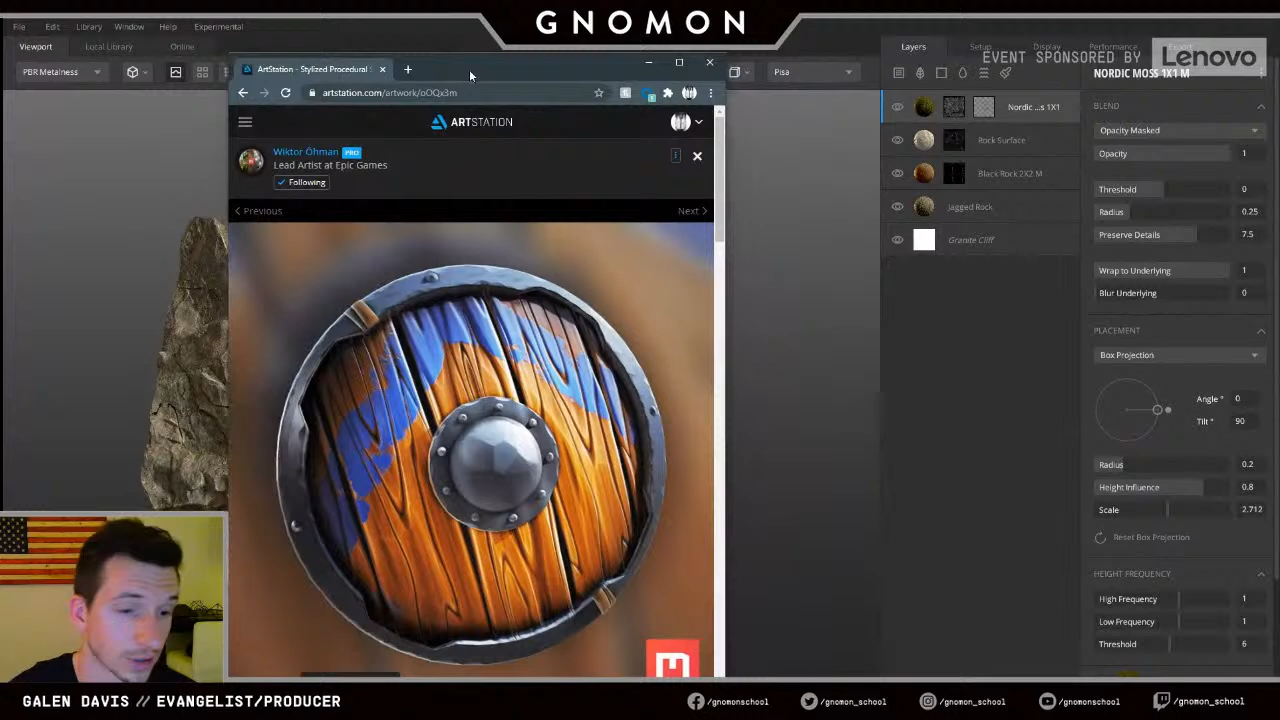 GNOMON
EVENT SPONSORED BY
Lenovo
File Edit Library Window Help Experimental
Viewport Local Library Online
Layers Setup Display
PBR Metalness
Pisa
ArtStation - Stylized Procedural
artstation.com/artwork/oOQx3m
ARTSTATION
Wiktor Öhman PRO
Lead Artist at Epic Games
Following
Previous
Next
Nordic ...s 1X1
Rock Surface
Black Rock 2X2 M
Jagged Rock
Granite Cliff
NORDIC MOSS 1X1 M
BLEND
Opacity Masked
Opacity 1
Threshold 0
Radius 0.25
Preserve Details 7.5
Wrap to Underlying 1
Blur Underlying 0
PLACEMENT
Box Projection
Angle ° 0
Tilt ° 90
Radius 0.2
Height Influence 0.8
Scale 2.712
Reset Box Projection
HEIGHT FREQUENCY
High Frequency 1
Low Frequency 1
Threshold 6
GALEN DAVIS // EVANGELIST/PRODUCER
/gnomonschool
/gnomon_school
/gnomon_school
/gnomonschool
/gnomon_school